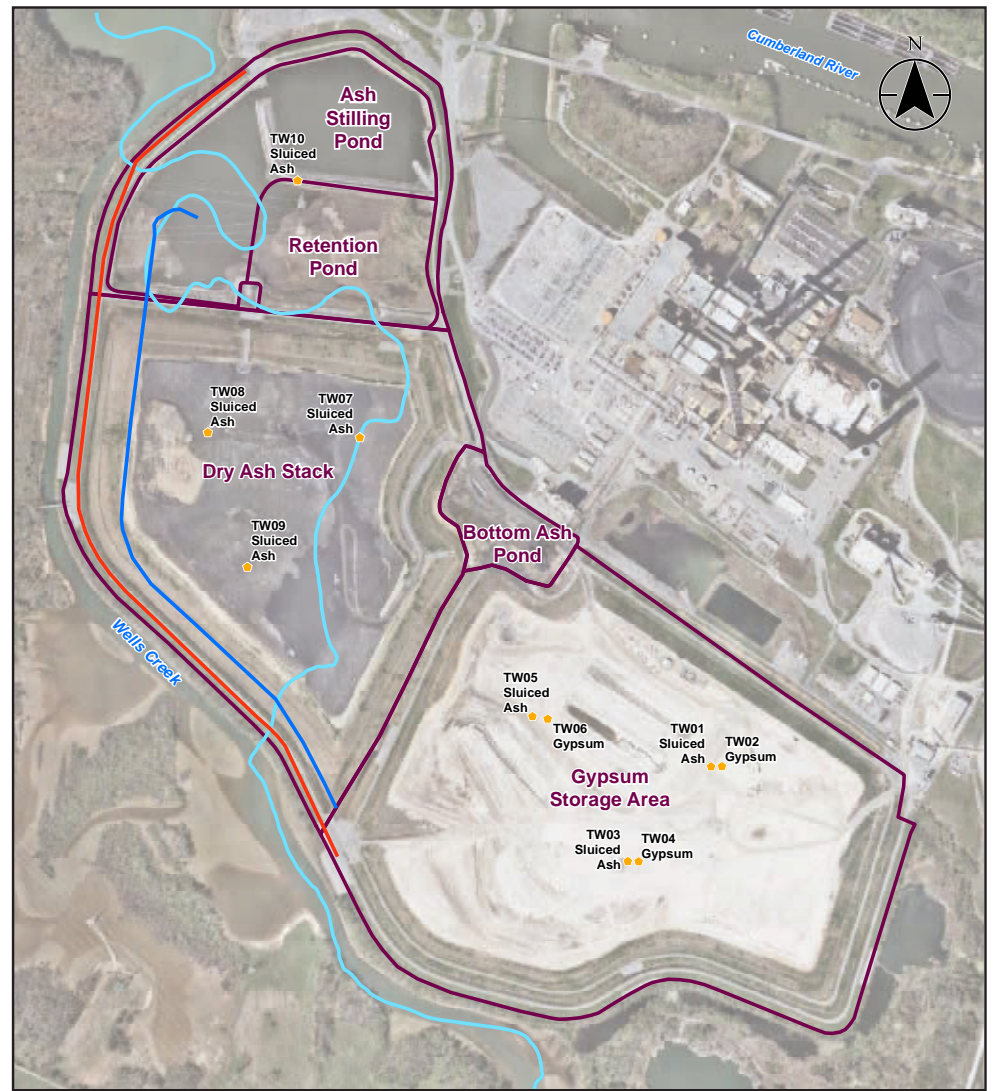 Cumberland River
N
Ash
Stilling
Pond
TW10
Sluiced
Ash
Retention
Pond
TW08
Sluiced
Ash
TW07
Sluiced
Ash
Dry Ash Stack
TW09
Sluiced
Ash
Bottom Ash
Pond
Wells Creek
TW05
Sluiced
Ash
TW06
Gypsum
TW01
Sluiced
Ash
TW02
Gypsum
Gypsum
Storage Area
TW03
Sluiced
Ash
TW04
Gypsum